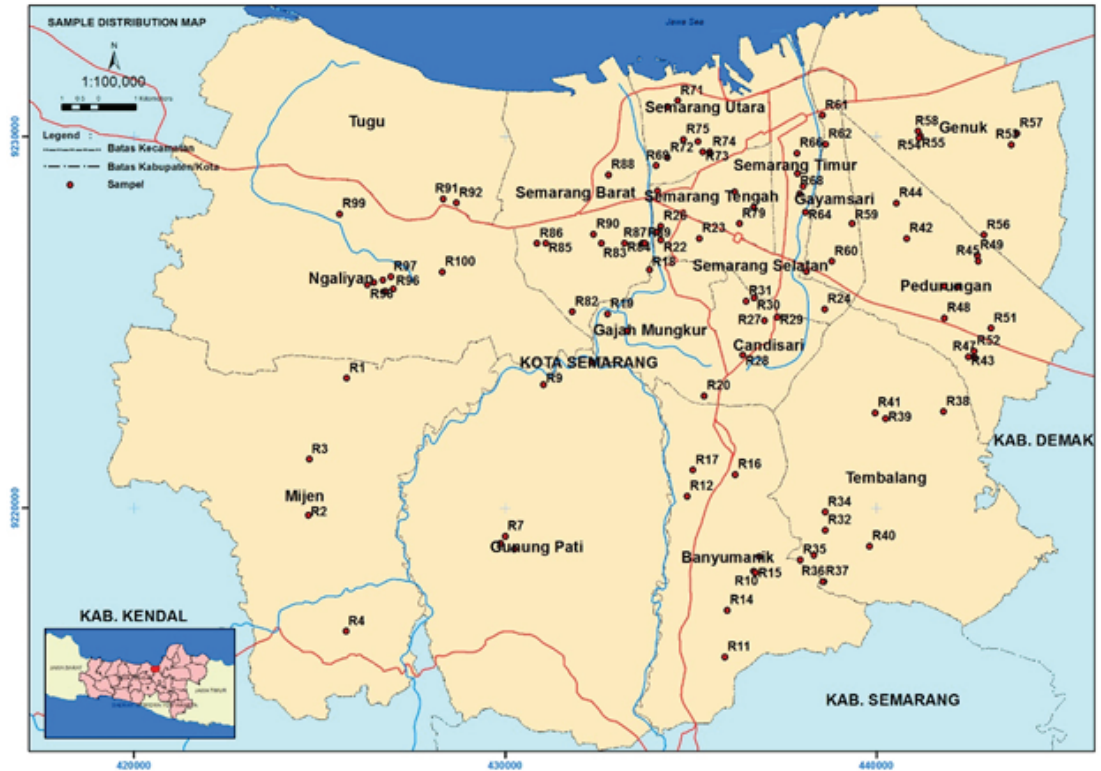 SAMPLE DISTRIBUTION MAP
Jawa Sea
N
1:100,000
Legend :
Batas Kecamatan
Batas Kabupaten/Kota
Sampel
R71
Semarang Utara
R61
Tugu
R58
Genuk
R57
R75
R74
R62
R54
R55
R53
R72
R73
R66
R69
Semarang Timur
R88
R91
R92
Semarang Barat
Semarang Tengah
R68
Gayamsari
R44
R99
R26
R79
R64
R59
R86
R90
R87
R23
R42
R56
R85
R83
R84
R22
R49
R45
R60
R18
Semarang Selatan
R97
R100
Ngaliyan
R96
Pedurungan
R31
R82
R19
R30
R24
R48
Gajah Mungkur
R27
R29
R51
Candisari
R52
R47
R28
R43
KOTA SEMARANG
R1
R9
R20
R41
R38
R39
KAB. DEMAK
R3
R17
R16
Tembalang
Mijen
R12
R2
R34
R32
R7
R40
Gunung Pati
Banyumanik
R35
R10
R15
R36
R37
R14
KAB. KENDAL
R4
R11
KAB. SEMARANG
JAWA TIMUR
9230000
9220000
420000
430000
440000